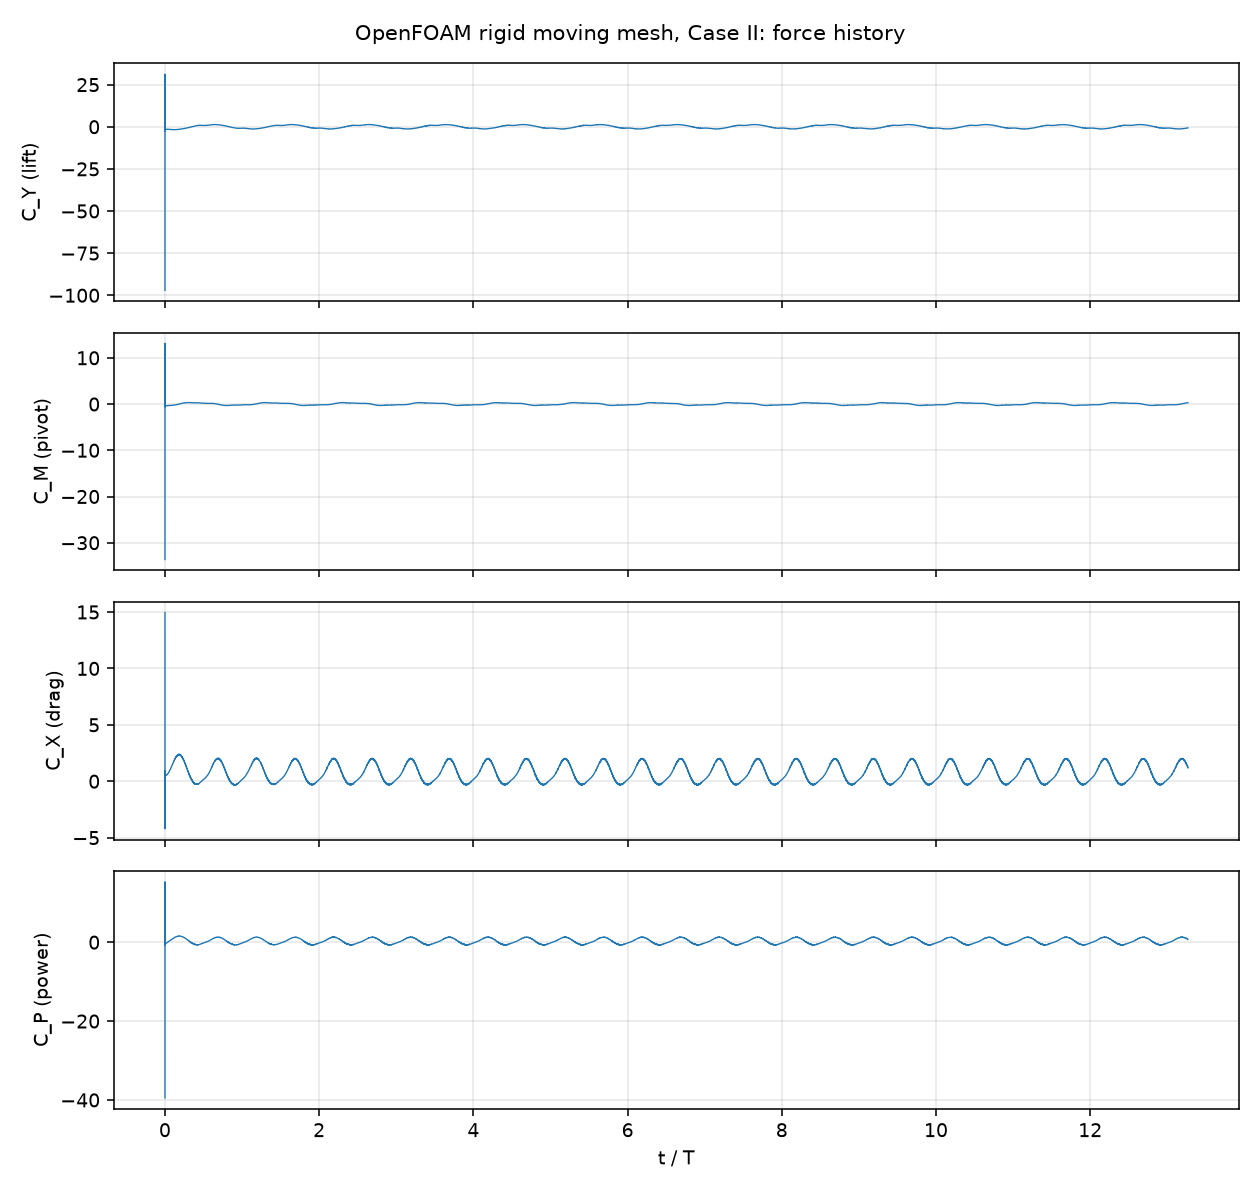 OpenFOAM rigid moving mesh, Case II: force history
25
0
−25
−50
−75
−100
C_Y (lift)
10
0
−10
−20
−30
C_M (pivot)
15
10
5
0
−5
C_X (drag)
0
−20
−40
C_P (power)
0 2 4 6 8 10 12
t / T